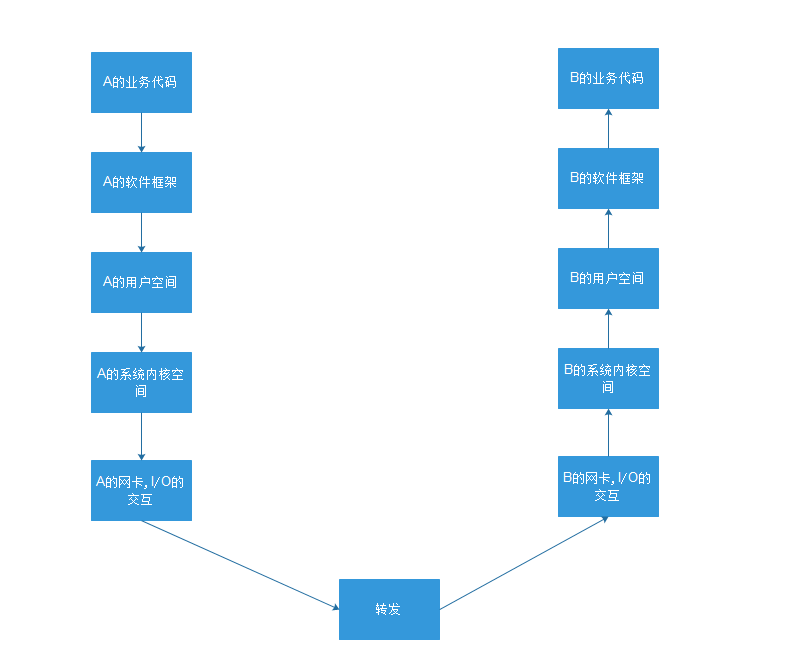 A的业务代码
A的软件框架
A的用户空间
A的系统内核空
间
A的网卡, I/O的
交互
转发
B的业务代码
B的软件框架
B的用户空间
B的系统内核空
间
B的网卡, I/O的
交互